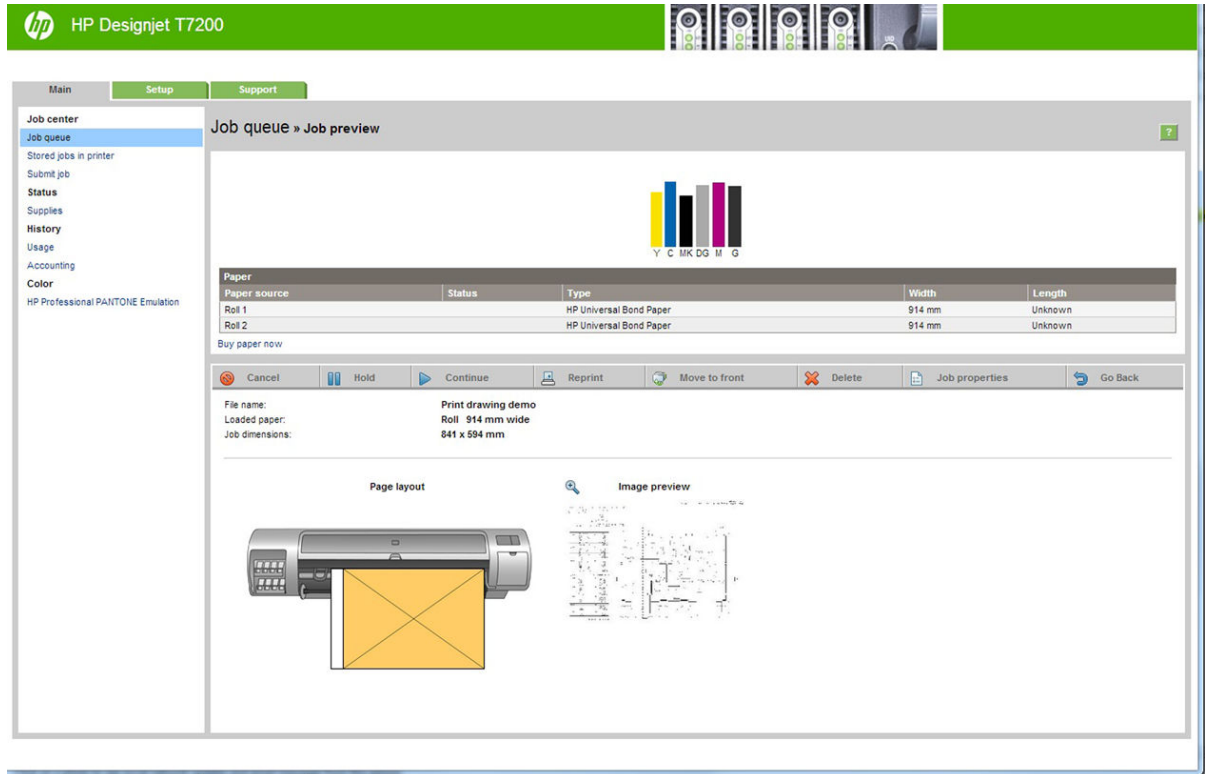 hp HP Designjet T7200
UID
Main Setup Support
Job center
Job queue
Stored jobs in printer
Submit job
Status
Supplies
History
Usage
Accounting
Color
HP Professional PANTONE Emulation
Job queue » Job preview
?
Y C MK DG M G
Paper
Paper source Status Type Width Length
Roll 1 HP Universal Bond Paper 914 mm Unknown
Roll 2 HP Universal Bond Paper 914 mm Unknown
Buy paper now
Cancel Hold Continue Reprint Move to front Delete Job properties Go Back
File name: Print drawing demo
Loaded paper: Roll 914 mm wide
Job dimensions: 841 x 594 mm
Page layout Image preview